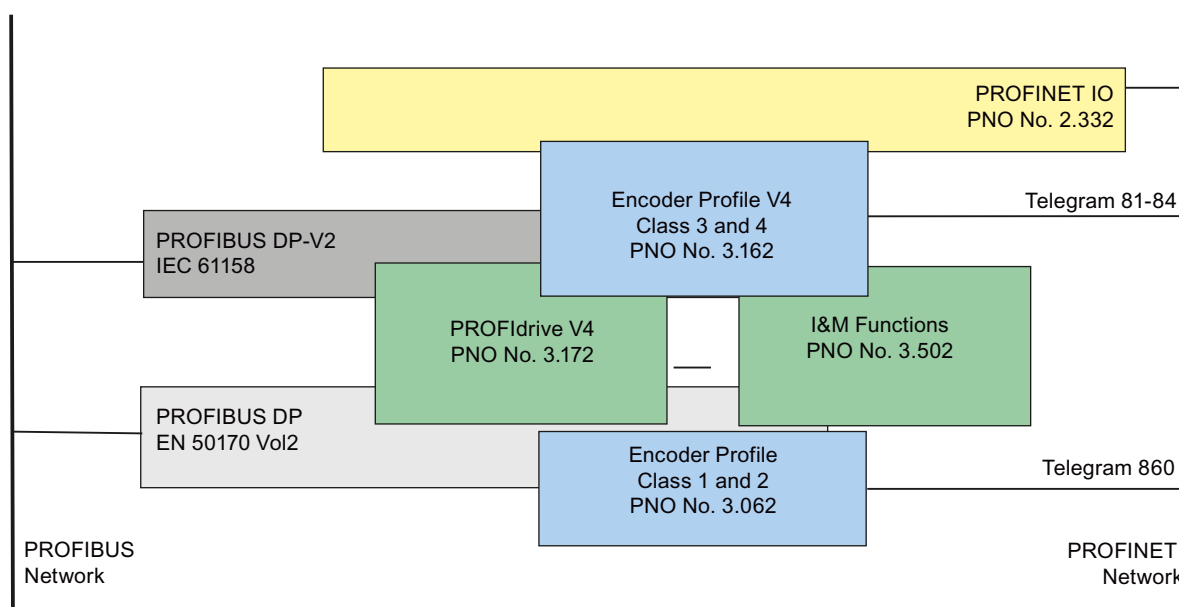 PROFINET IO
PNO No. 2.332
Encoder Profile V4
Class 3 and 4
PNO No. 3.162
Telegram 81-84
PROFIBUS DP-V2
IEC 61158
PROFIdrive V4
PNO No. 3.172
I&M Functions
PNO No. 3.502
PROFIBUS DP
EN 50170 Vol2
Encoder Profile
Class 1 and 2
PNO No. 3.062
Telegram 860
PROFIBUS
Network
PROFINET
Network